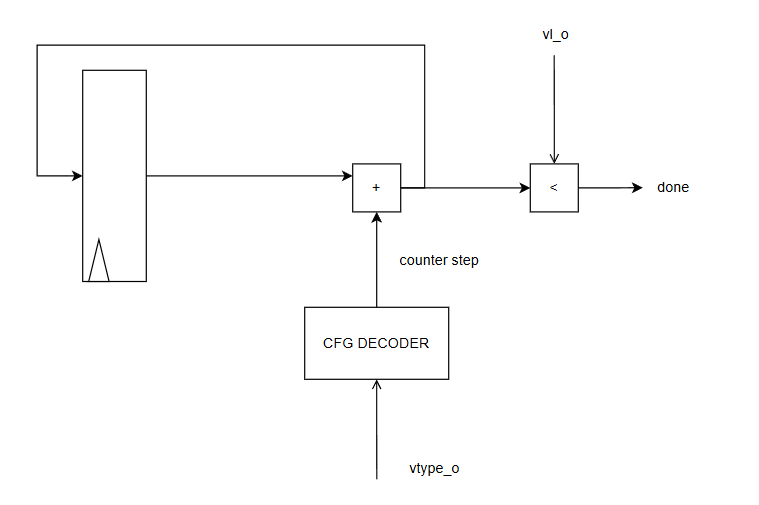 vl_o
+
<
done
counter step
CFG DECODER
vtype_o